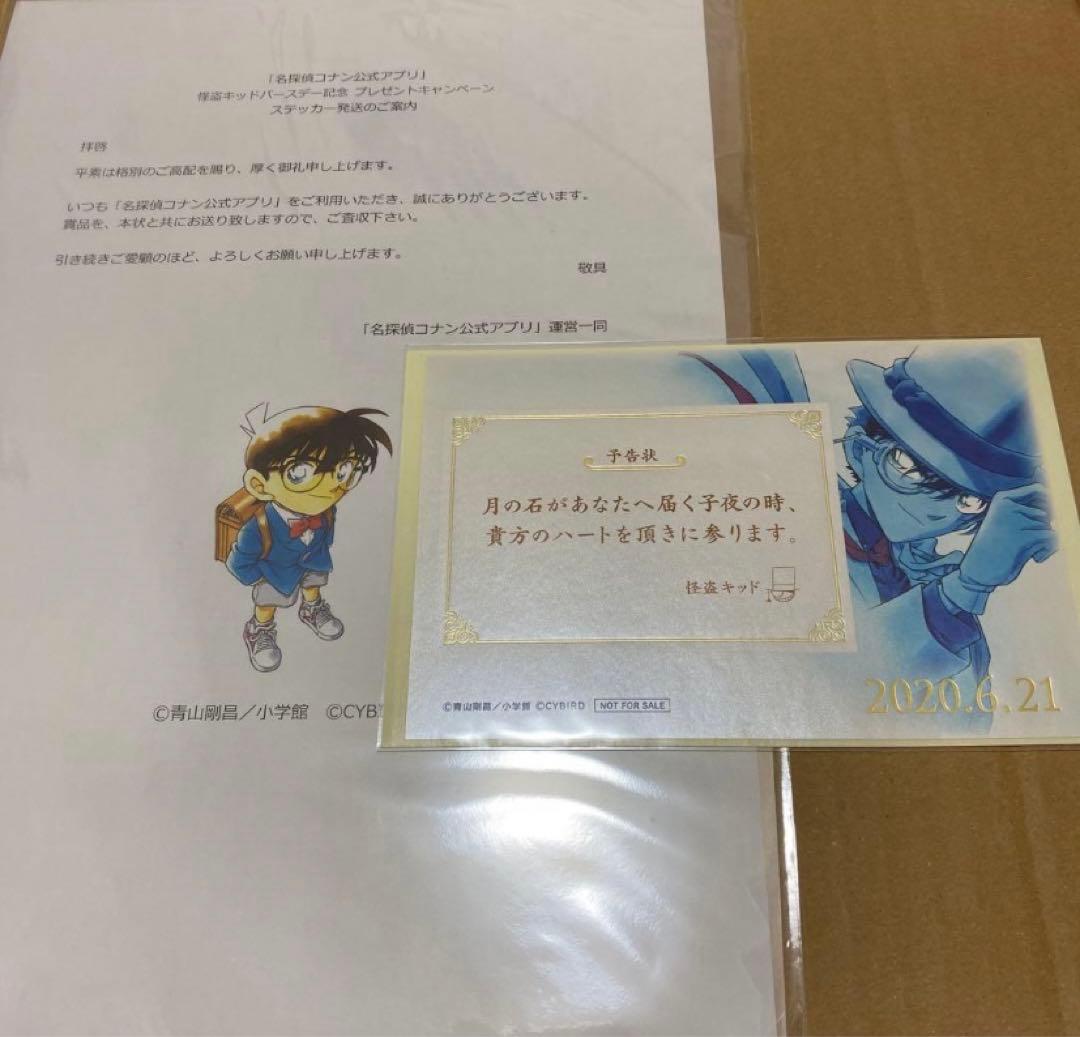 「名探偵コナン公式アプリ」
怪盗キッドバースデー記念 プレゼントキャンペーン
ステッカー発送のご案内
拝啓
平素は格別のご高配を賜り、厚く御礼申し上げます。
いつも「名探偵コナン公式アプリ」をご利用いただき、誠にありがとうございます。
賞品を、本状と共にお送り致しますので、ご査収下さい。
引き続きご愛顧のほど、よろしくお願い申し上げます。
敬具
「名探偵コナン公式アプリ」運営一同
©青山剛昌／小学館 ©CYB
予告状
月の石があなたへ届く子夜の時、
貴方のハートを頂きに参ります。
怪盗キッド
2020.6.21
©青山剛昌／小学館 ©CYBIRD NOT FOR SALE